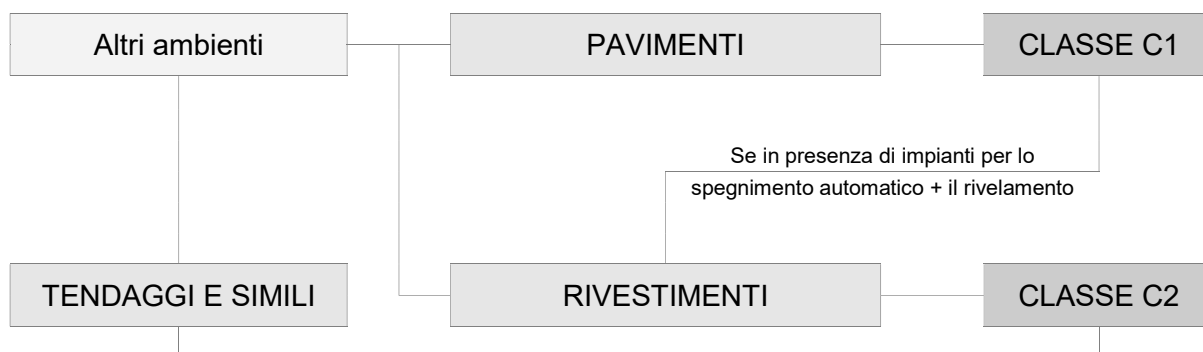 Altri ambienti
PAVIMENTI
CLASSE C1
Se in presenza di impianti per lo
spegnimento automatico + il rivelamento
TENDAGGI E SIMILI
RIVESTIMENTI
CLASSE C2